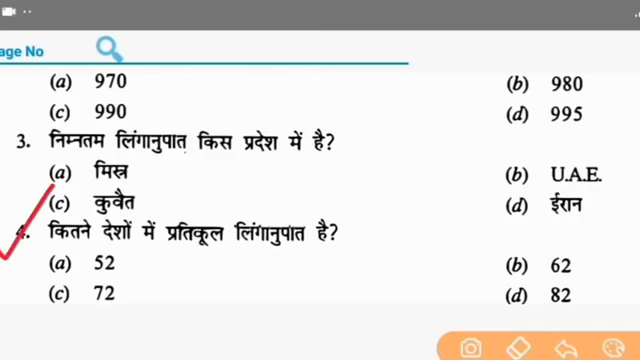 age No
(a) 970 (b) 980
(c) 990 (d) 995
3. निम्नतम लिंगानुपात किस प्रदेश में है?
(a) मिस्र (b) U.A.E.
(c) कुवैत (d) ईरान
4. कितने देशों में प्रतिकूल लिंगानुपात है?
(a) 52 (b) 62
(c) 72 (d) 82